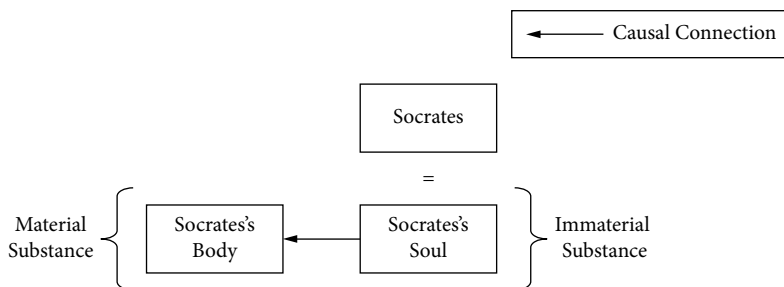 Causal Connection
Socrates
=
Material
Substance
Socrates's
Body
Socrates's
Soul
Immaterial
Substance